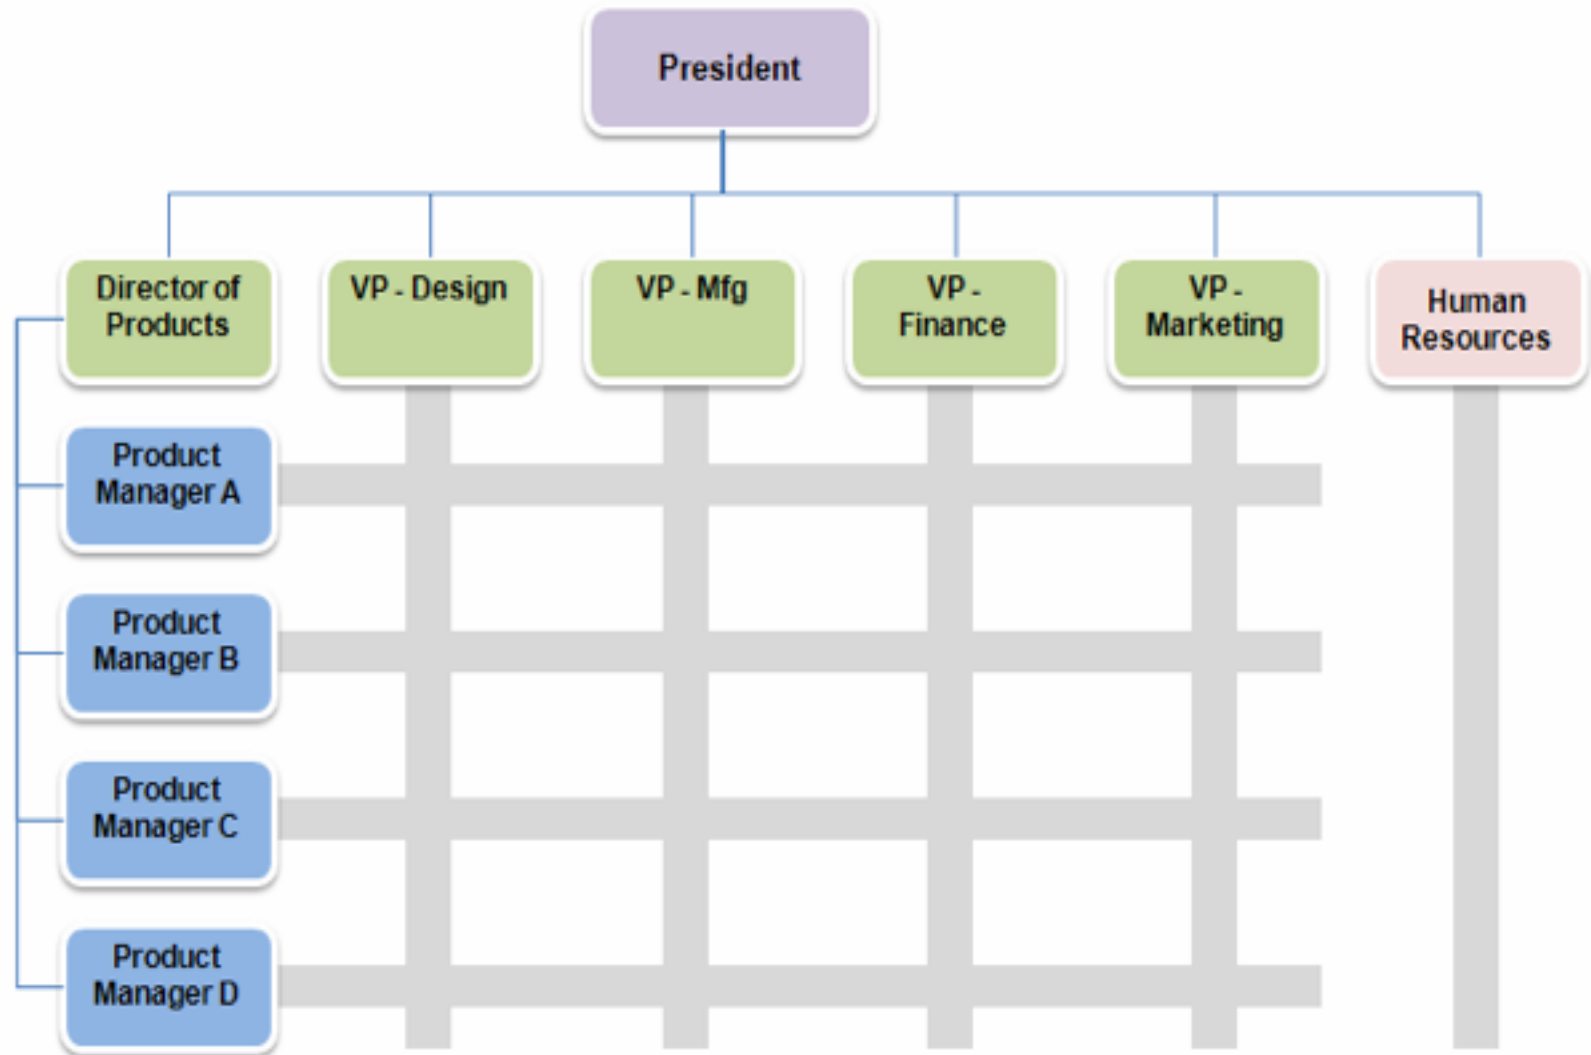 President
Director of
Products
VP - Design
VP - Mfg
VP -
Finance
VP -
Marketing
Human
Resources
Product
Manager A
Product
Manager B
Product
Manager C
Product
Manager D